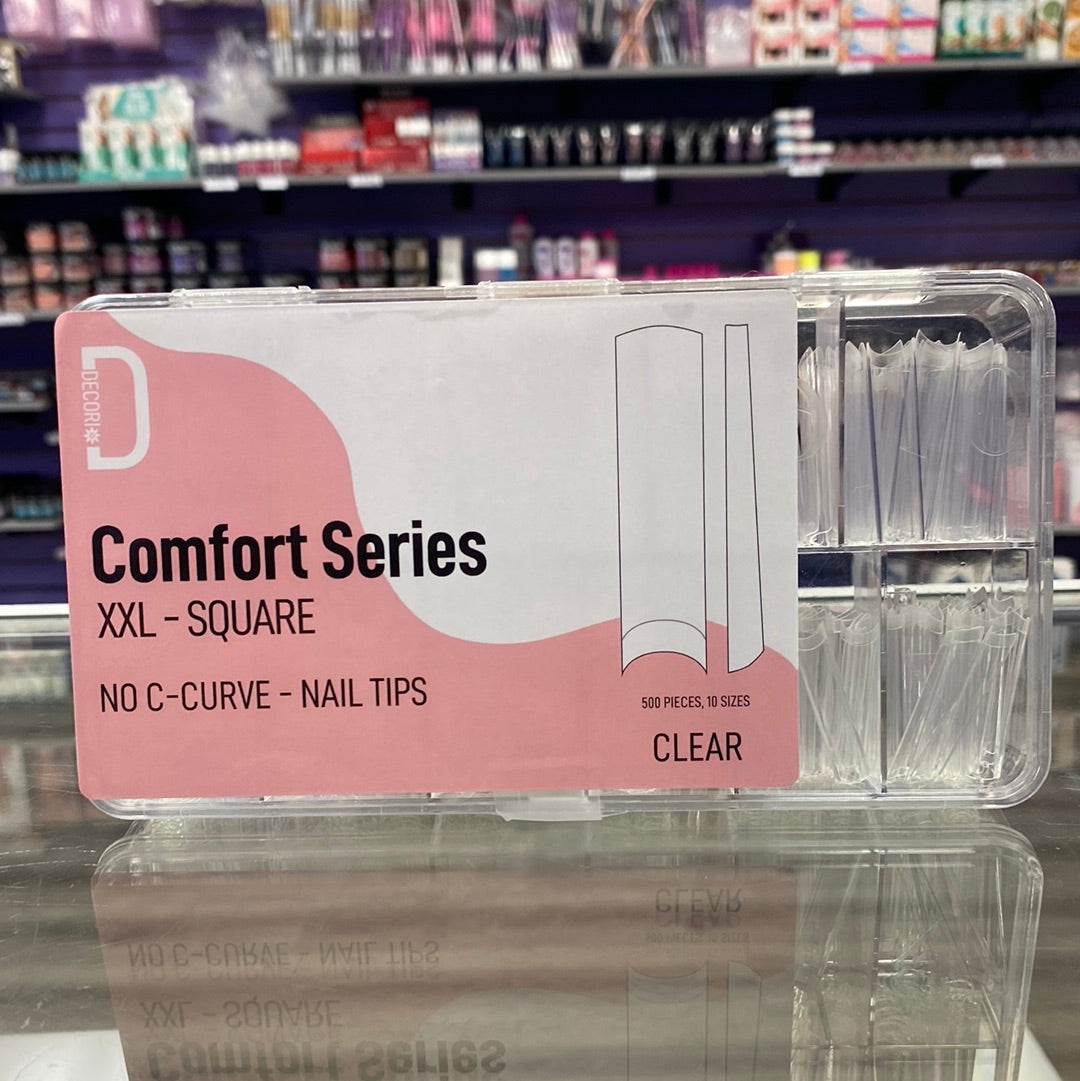 DECORI
D
Comfort Series
XXL - SQUARE
NO C-CURVE - NAIL TIPS
500 PIECES, 10 SIZES
CLEAR